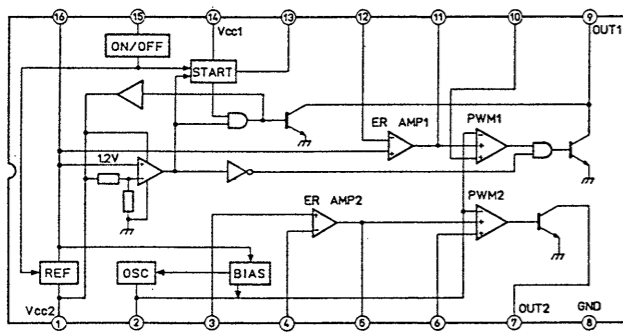 16 15 14 13 12 11 10 9
Vcc1
OUT1
ON/OFF
START
ER AMP1
PWM1
1.2V
ER AMP2
PWM2
REF
OSC
BIAS
Vcc2
OUT2
GND
1 2 3 4 5 6 7 8